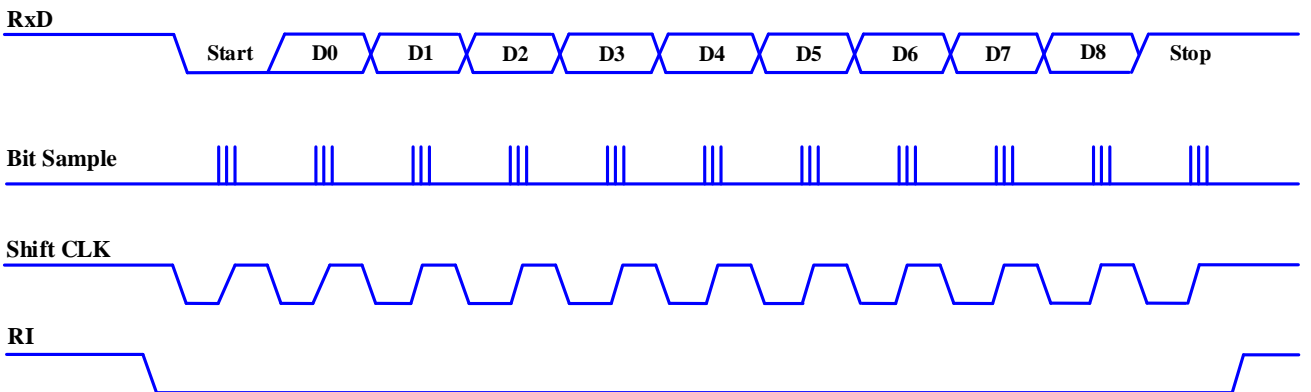 RxD
Start D0 D1 D2 D3 D4 D5 D6 D7 D8 Stop
Bit Sample
Shift CLK
RI